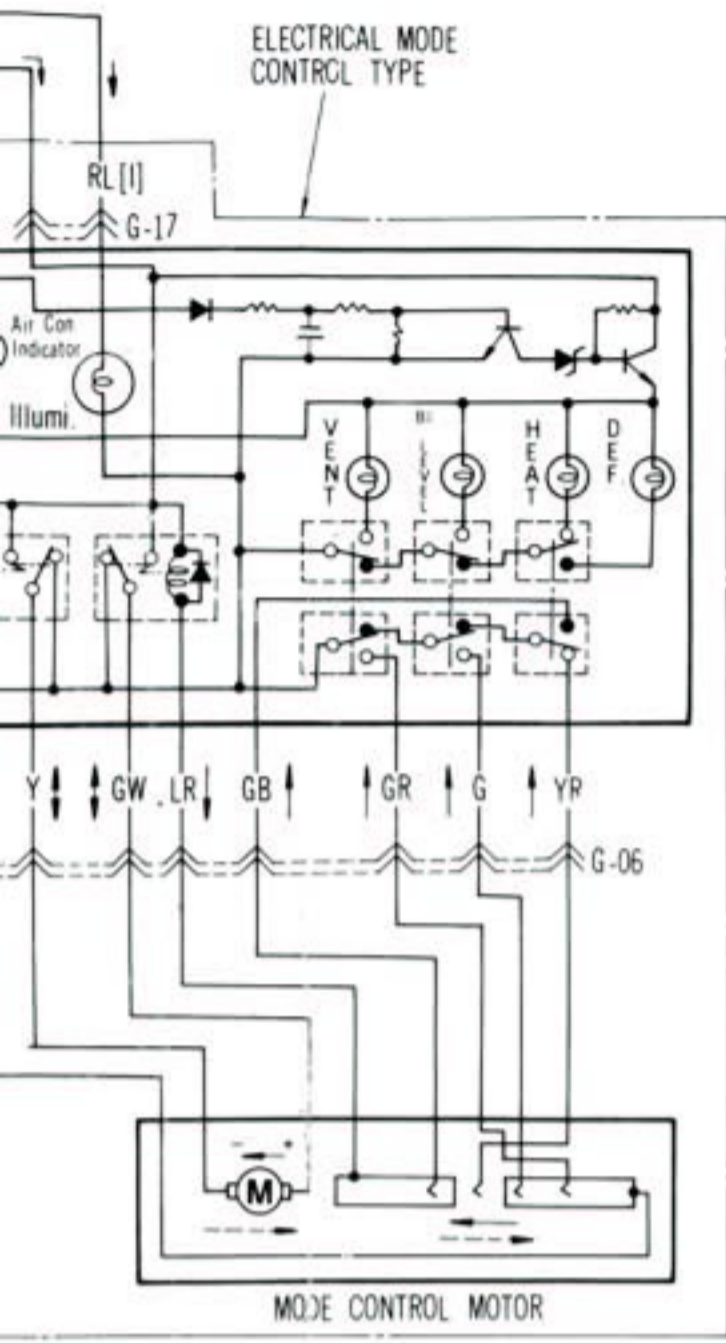 ELECTRICAL MODE
CONTROL TYPE
RL[I]
G-17
Air Con
Indicator
Illumi.
VENT
BI LEVEL
HEAT
DEF.
Y
GW
LR
GB
GR
G
YR
G-06
- +
M
MODE CONTROL MOTOR